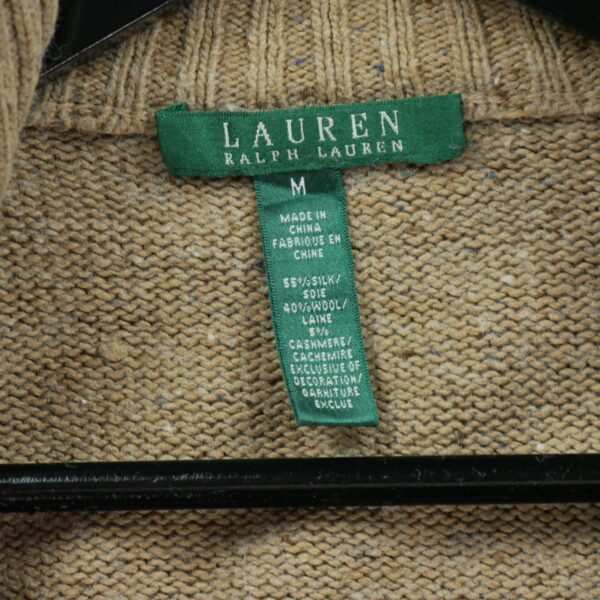 LAUREN
RALPH LAUREN
M
MADE IN
CHINA
FABRIQUE EN
CHINE
55% SILK/
SOIE
40% WOOL/
LAINE
5%
CASHMERE/
CACHEMIRE
EXCLUSIVE OF
DECORATION/
GARNITURE
EXCLUE